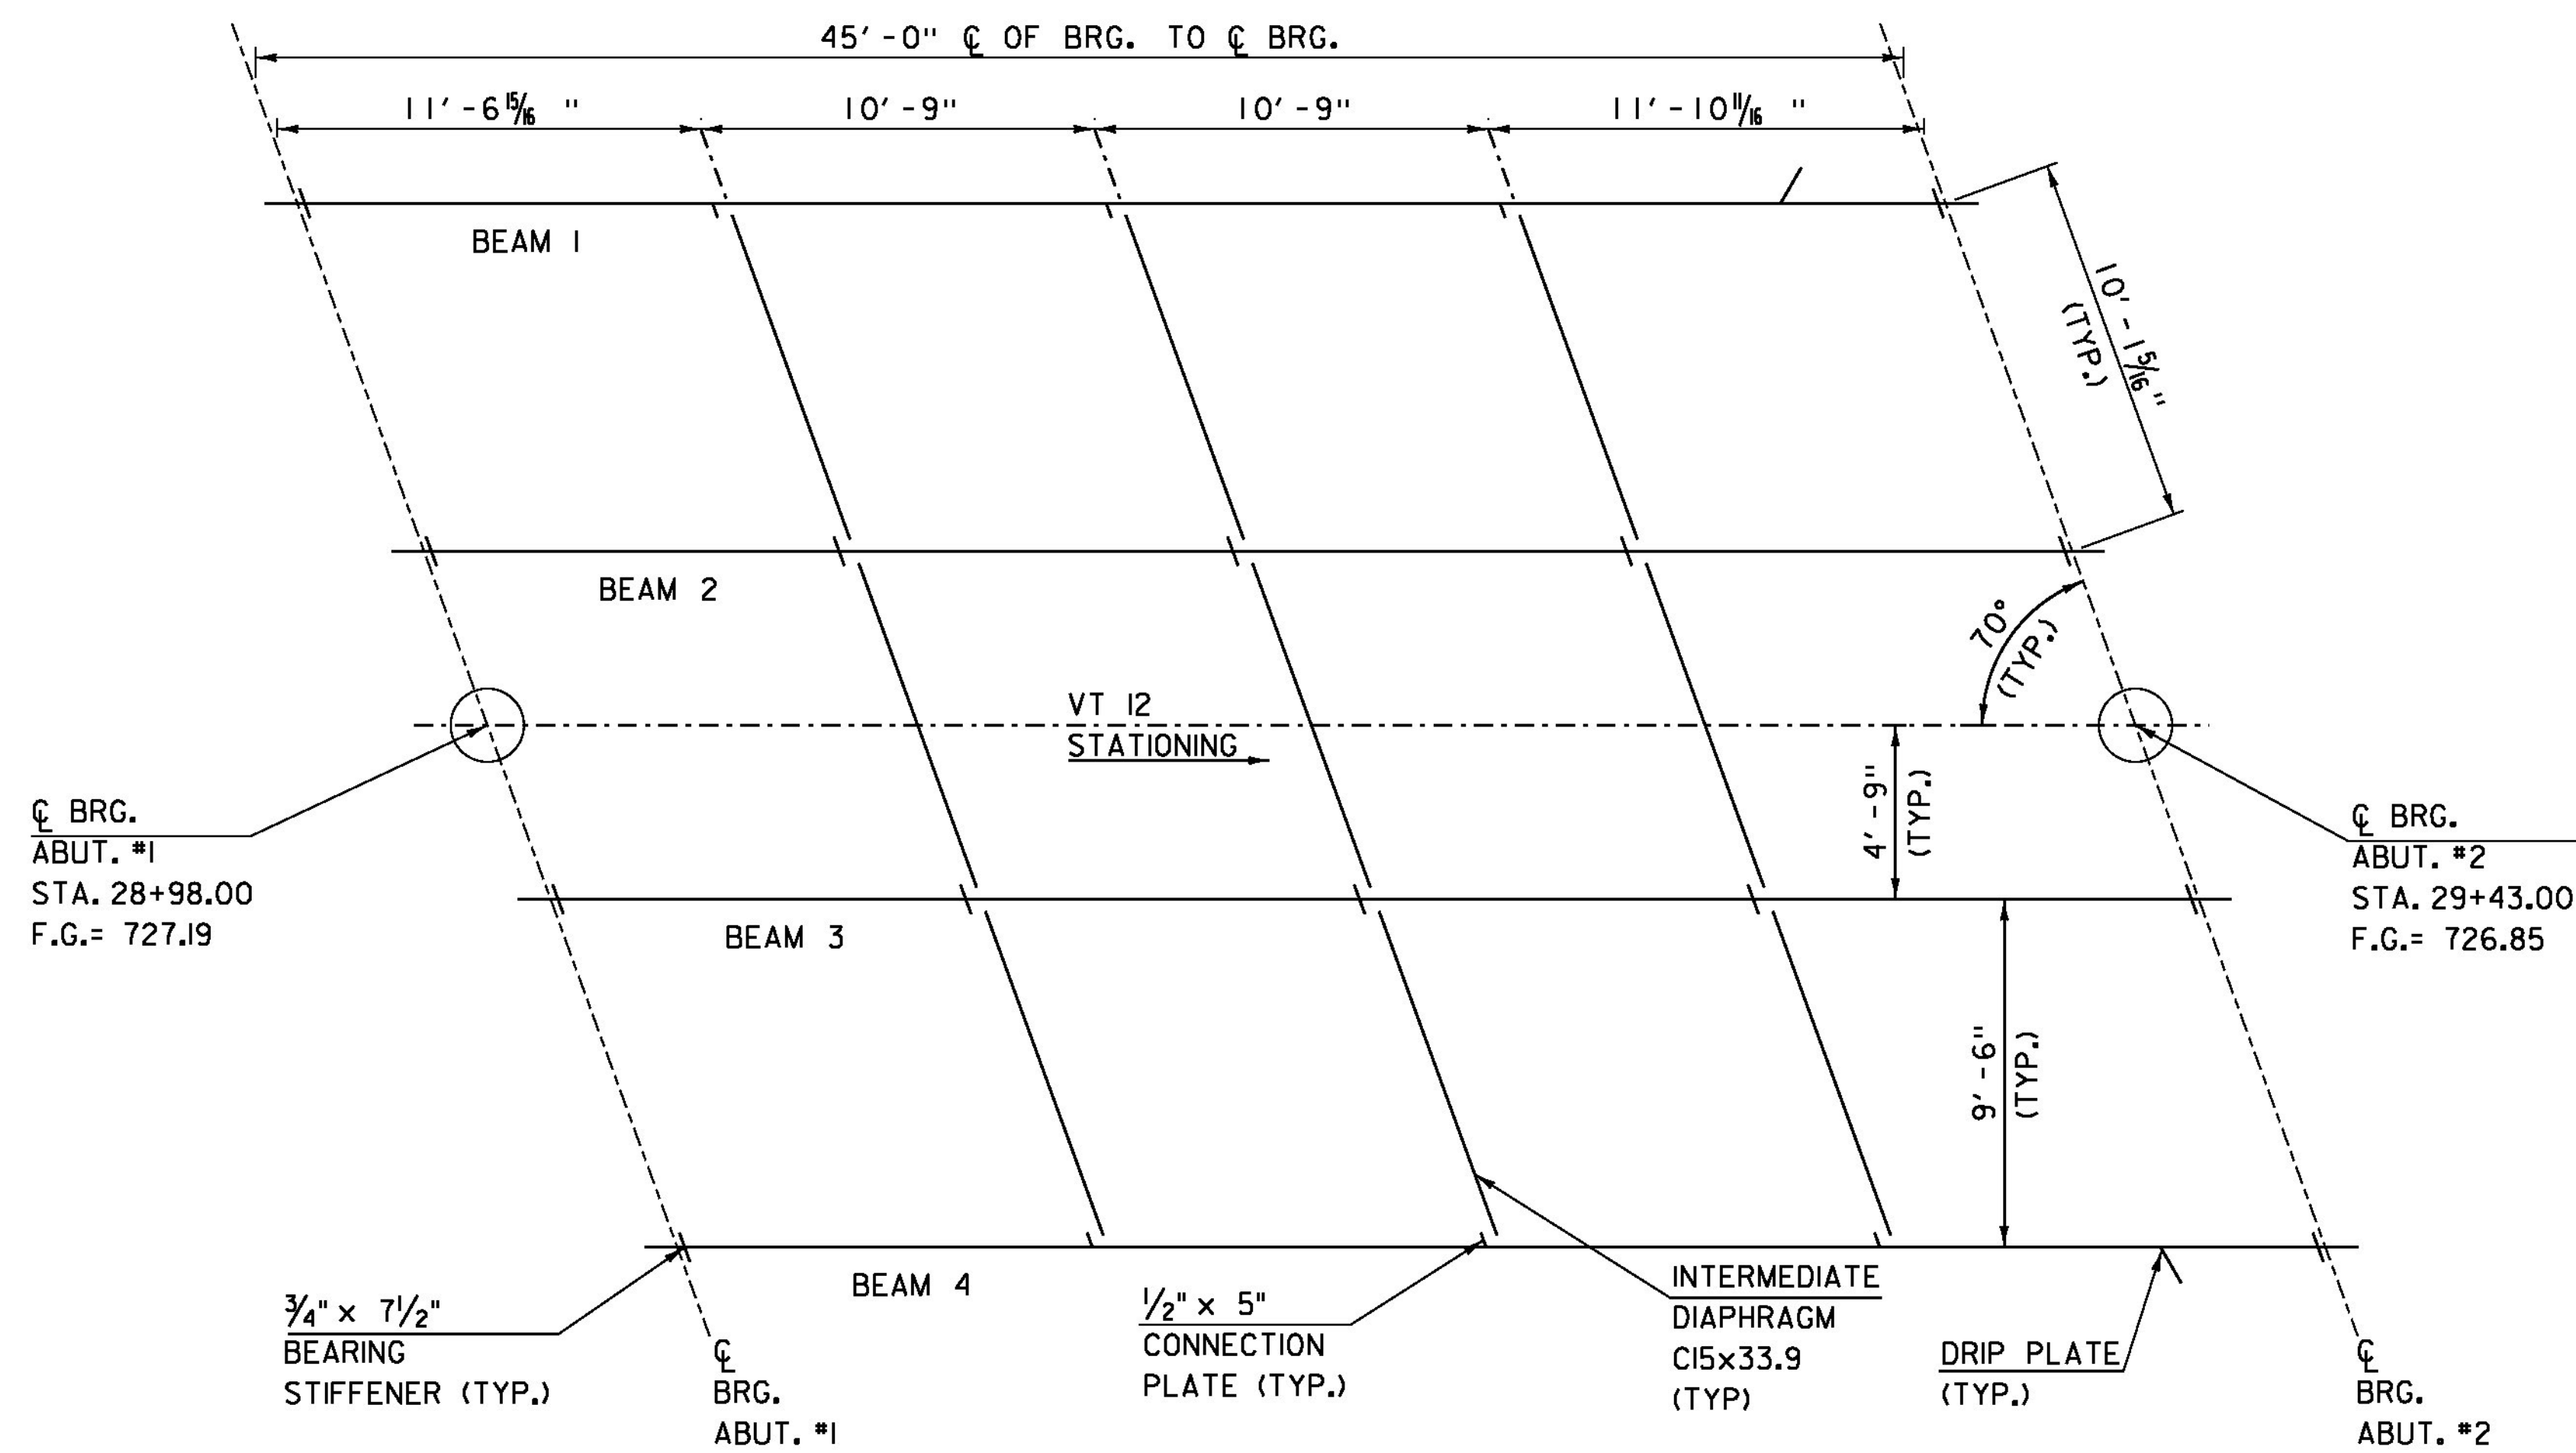 45'-0" ℄ OF BRG. TO ℄ BRG.
11'-6 15/16 "
10'-9"
10'-9"
11'-10 11/16 "
BEAM 1
10'-1 5/16 "
(TYP.)
BEAM 2
70°
(TYP.)
VT 12
STATIONING
4'-9"
(TYP.)
℄ BRG.
ABUT. #1
STA. 28+98.00
F.G.= 727.19
℄ BRG.
ABUT. #2
STA. 29+43.00
F.G.= 726.85
BEAM 3
9'-6"
(TYP.)
BEAM 4
3/4" x 7 1/2"
BEARING
STIFFENER (TYP.)
℄
BRG.
ABUT. #1
1/2" x 5"
CONNECTION
PLATE (TYP.)
INTERMEDIATE
DIAPHRAGM
C15x33.9
(TYP)
DRIP PLATE
(TYP.)
℄
BRG.
ABUT. #2